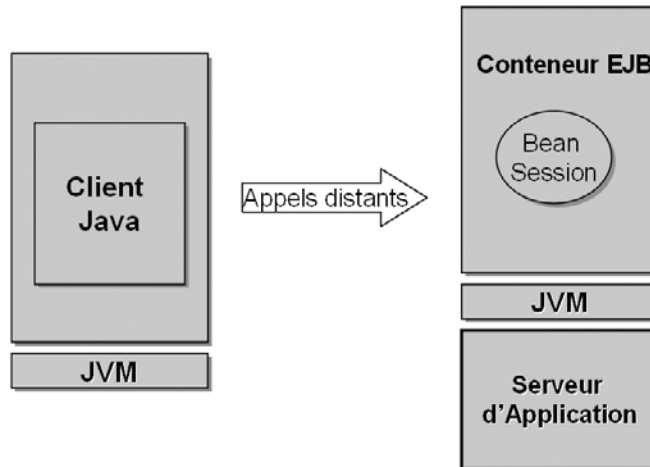 Client
Java
JVM
Appels distants
Conteneur EJB
Bean
Session
JVM
Serveur
d'Application